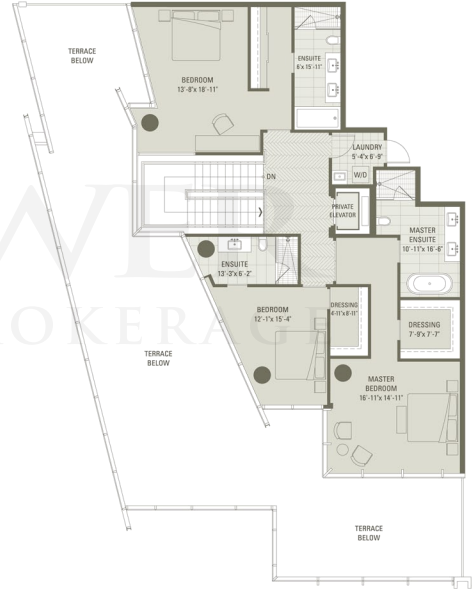 TERRACE
BELOW
BEDROOM
13'-8"x 18'-11"
ENSUITE
6'x 15'-11"
LAUNDRY
5'-4"x 6'-9"
W/D
DN
PRIVATE
ELEVATOR
MASTER
ENSUITE
10'-11"x 16'-6"
ENSUITE
13'-3"x 6'-2"
BEDROOM
12'-1"x 15'-4"
DRESSING
4'-11"x 8'-11"
DRESSING
7'-9"x 7'-7"
TERRACE
BELOW
MASTER
BEDROOM
16'-11"x 14'-11"
TERRACE
BELOW